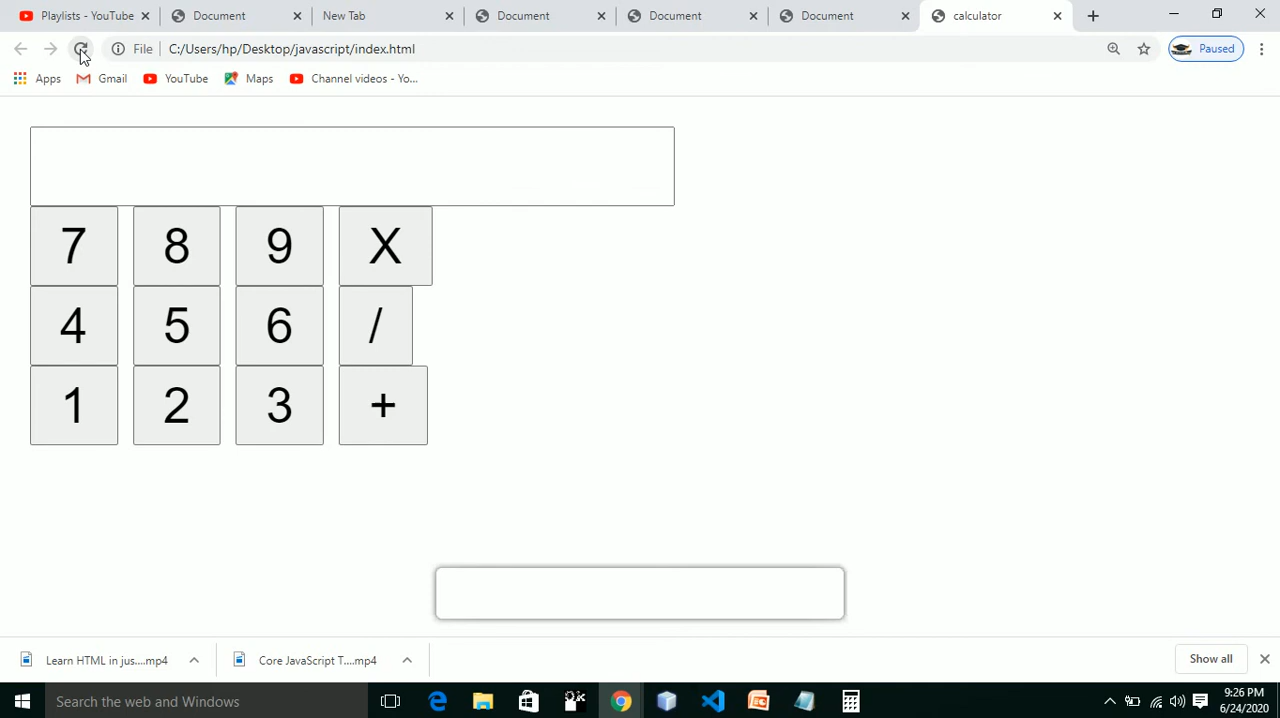 Playlists - YouTube Document New Tab Document Document Document calculator
File C:/Users/hp/Desktop/javascript/index.html Paused
Apps Gmail YouTube Maps Channel videos - Yo...
7 8 9 X
4 5 6 /
1 2 3 +
Learn HTML in jus....mp4 Core JavaScript T....mp4 Show all
Search the web and Windows
9:26 PM
6/24/2020